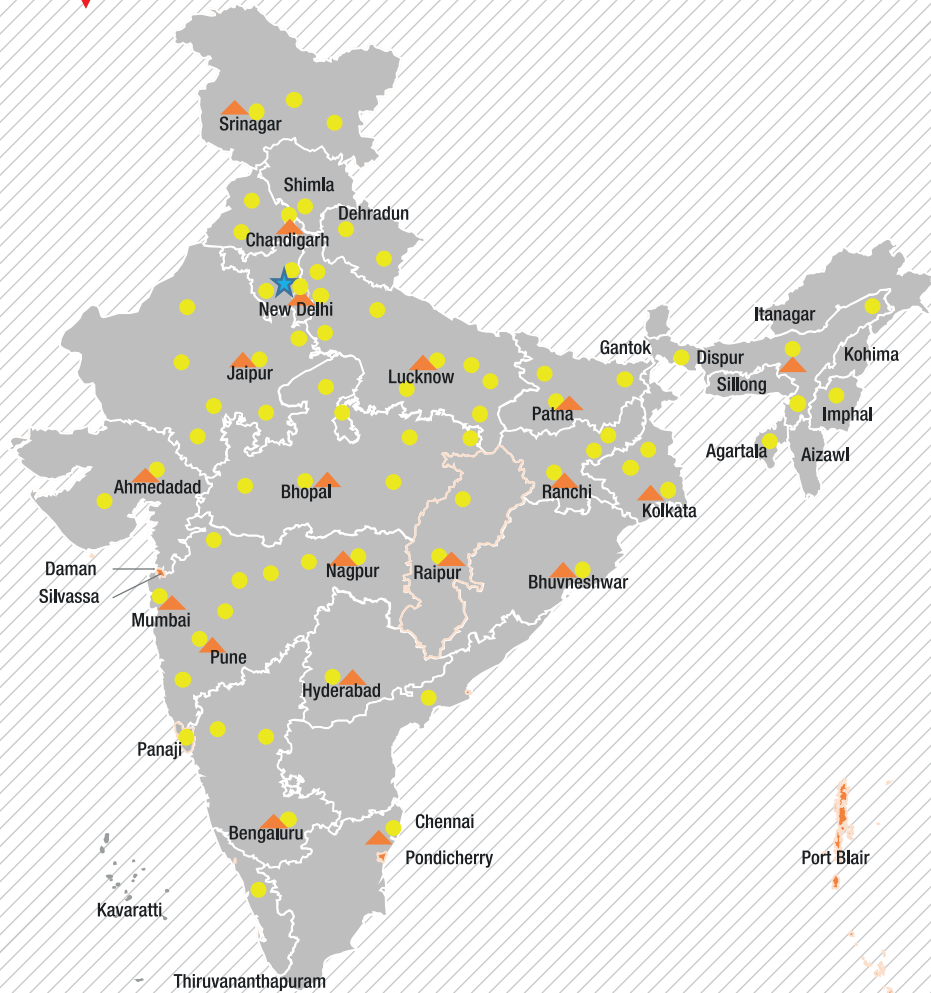 Srinagar
Shimla
Dehradun
Chandigarh
New Delhi
Itanagar
Gantok
Dispur
Kohima
Jaipur
Lucknow
Sillong
Patna
Imphal
Agartala
Aizawl
Ahmedadad
Bhopal
Ranchi
Kolkata
Daman
Nagpur
Raipur
Bhuvneshwar
Silvassa
Mumbai
Pune
Hyderabad
Panaji
Bengaluru
Chennai
Pondicherry
Port Blair
Kavaratti
Thiruvananthapuram